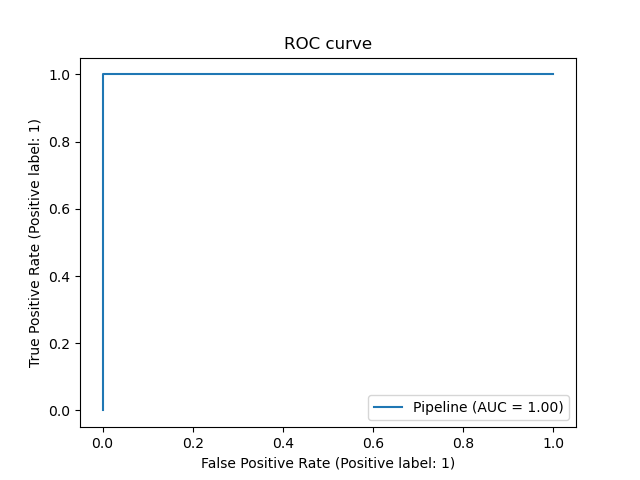 ROC curve
True Positive Rate (Positive label: 1)
1.0
0.8
0.6
0.4
0.2
0.0
Pipeline (AUC = 1.00)
0.0 0.2 0.4 0.6 0.8 1.0
False Positive Rate (Positive label: 1)